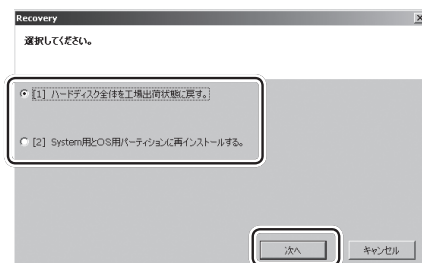 Recovery
選択してください。
[1] ハードディスク全体を工場出荷状態に戻す。
[2] System用とOS用パーティションに再インストールする。
次へ
キャンセル